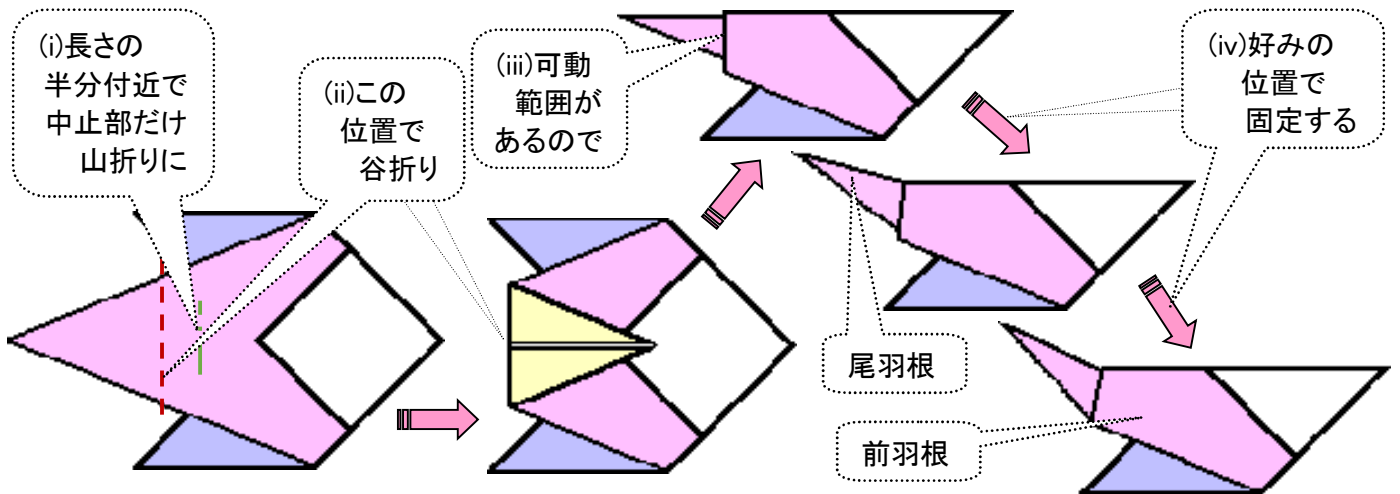 (i)長さの
半分付近で
中止部だけ
山折りに
(ii)この
位置で
谷折り
(iii)可動
範囲が
あるので
(iv)好みの
位置で
固定する
尾羽根
前羽根